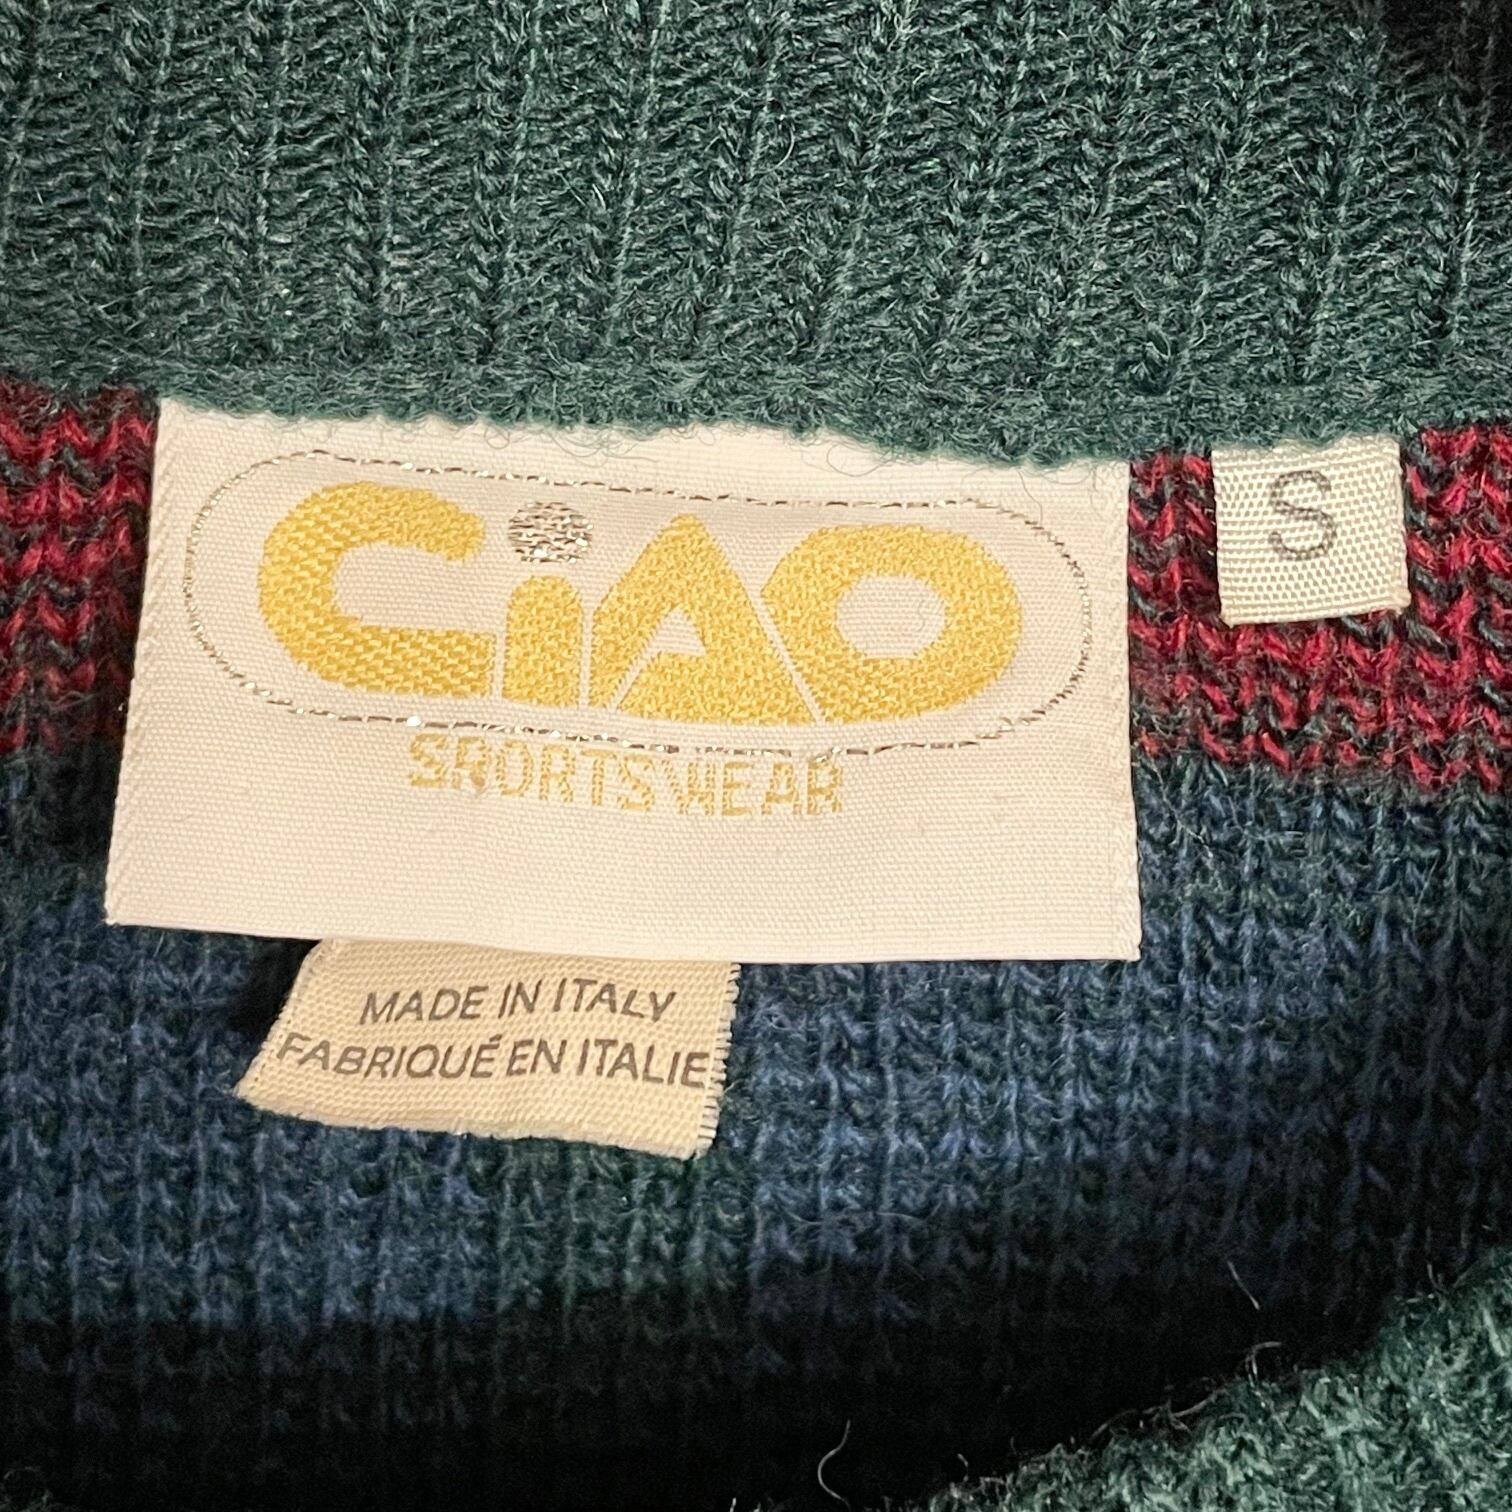 CiAO
SPORTSWEAR
S
MADE IN ITALY
FABRIQUÉ EN ITALIE